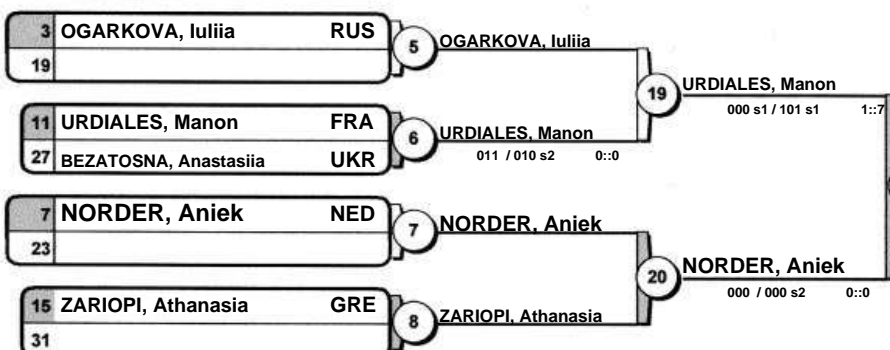 3 OGARKOVA, Iuliia RUS
19
5
OGARKOVA, Iuliia
11 URDIALES, Manon FRA
27 BEZATOSNA, Anastasiia UKR
6
URDIALES, Manon
011 / 010 s2 0::0
19
URDIALES, Manon
000 s1 / 101 s1 1::7
7 NORDER, Aniek NED
23
7
NORDER, Aniek
15 ZARIOPI, Athanasia GRE
31
8
ZARIOPI, Athanasia
20
NORDER, Aniek
000 / 000 s2 0::0